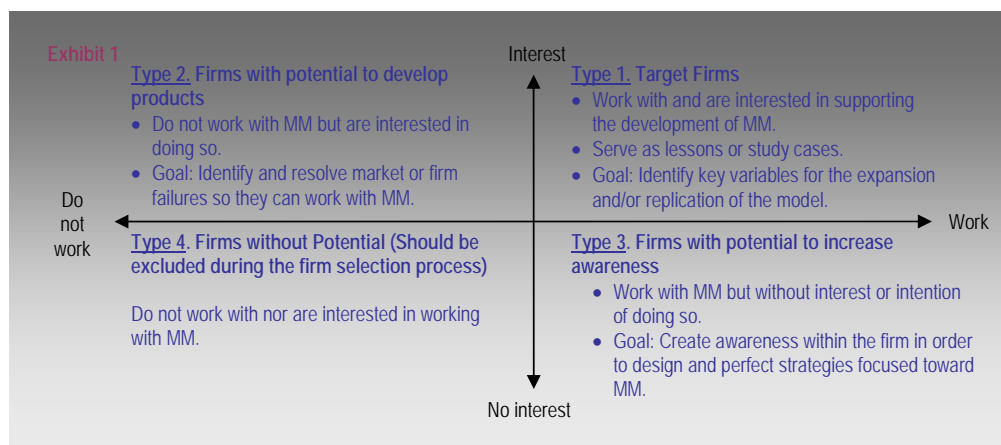 Exhibit 1
Interest
Type 2. Firms with potential to develop
products
• Do not work with MM but are interested in
doing so.
• Goal: Identify and resolve market or firm
failures so they can work with MM.
Type 1. Target Firms
• Work with and are interested in supporting
the development of MM.
• Serve as lessons or study cases.
• Goal: Identify key variables for the expansion
and/or replication of the model.
Do
not
work
Work
Type 4. Firms without Potential (Should be
excluded during the firm selection process)
Do not work with nor are interested in working
with MM.
Type 3. Firms with potential to increase
awareness
• Work with MM but without interest or intention
of doing so.
• Goal: Create awareness within the firm in order
to design and perfect strategies focused toward
MM.
No interest